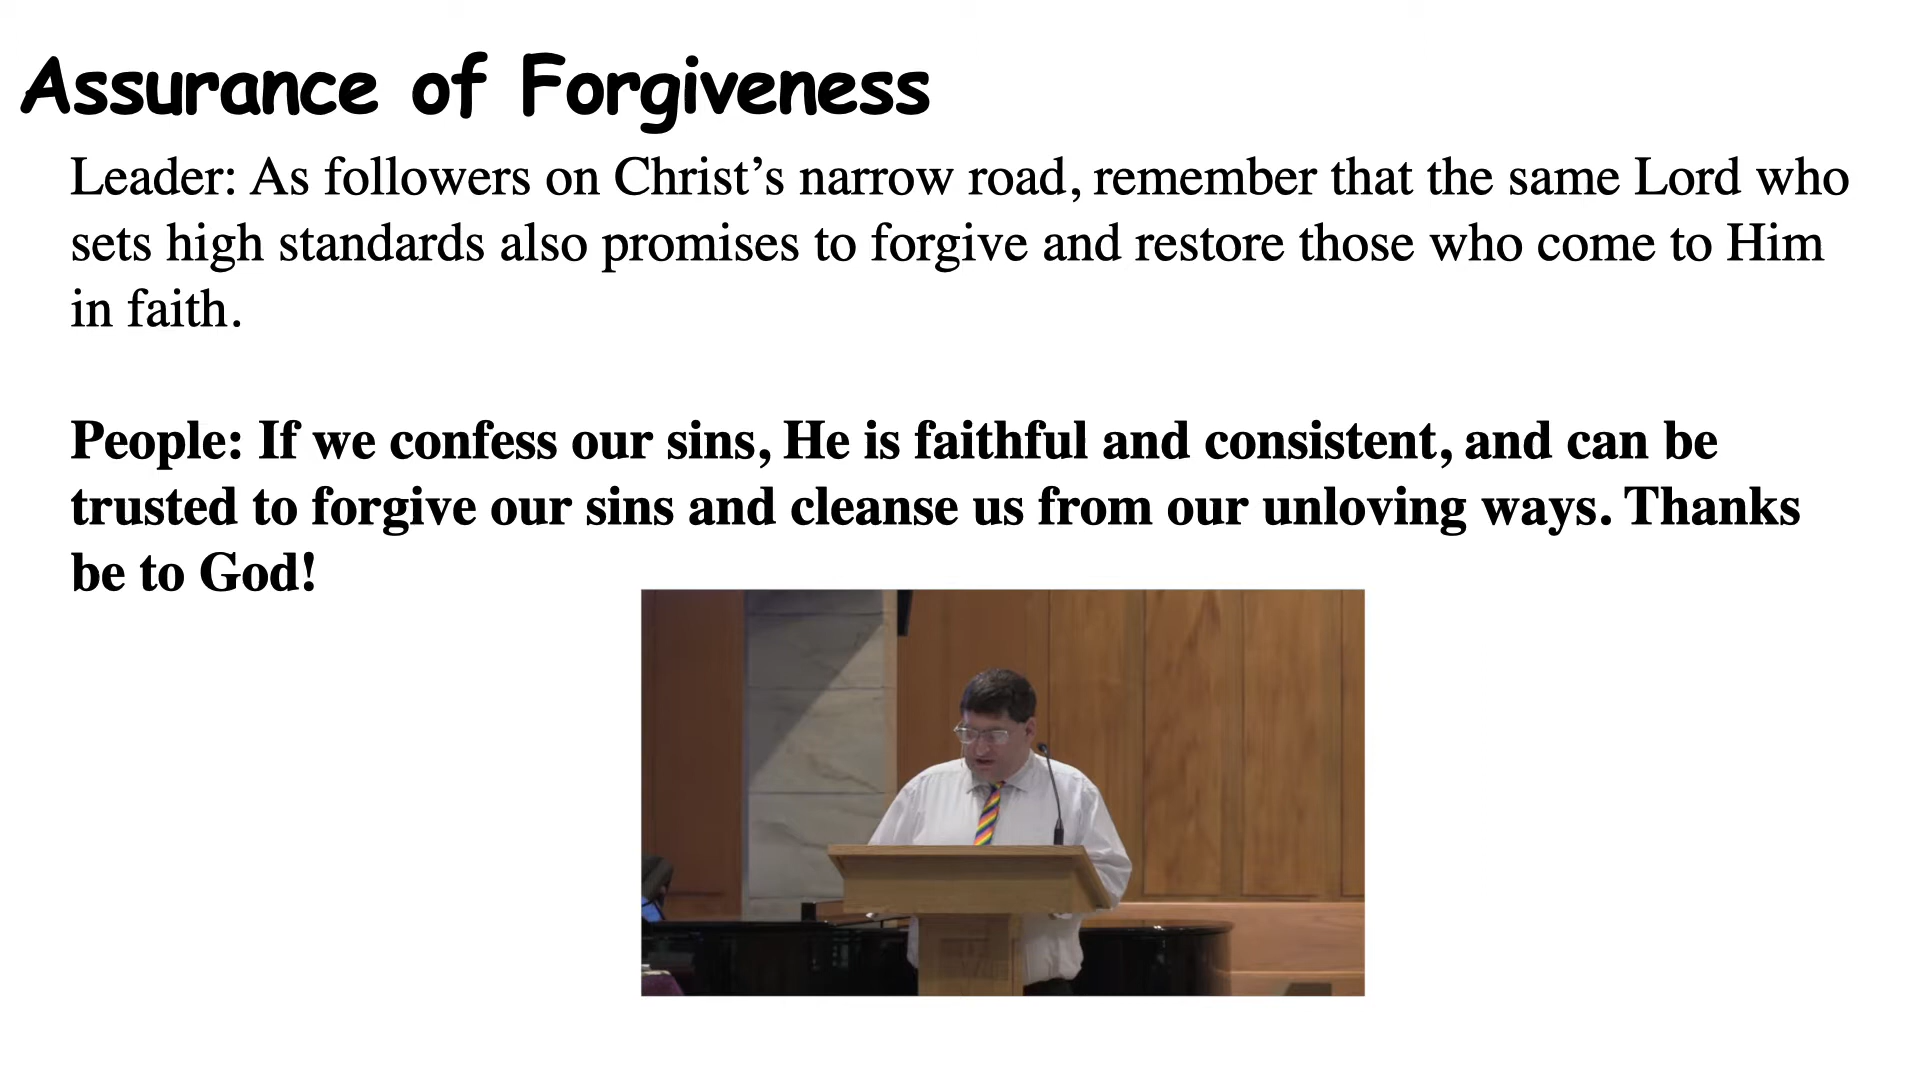 Assurance of Forgiveness
Leader: As followers on Christ’s narrow road, remember that the same Lord who
sets high standards also promises to forgive and restore those who come to Him
in faith.
People: If we confess our sins, He is faithful and consistent, and can be
trusted to forgive our sins and cleanse us from our unloving ways. Thanks
be to God!